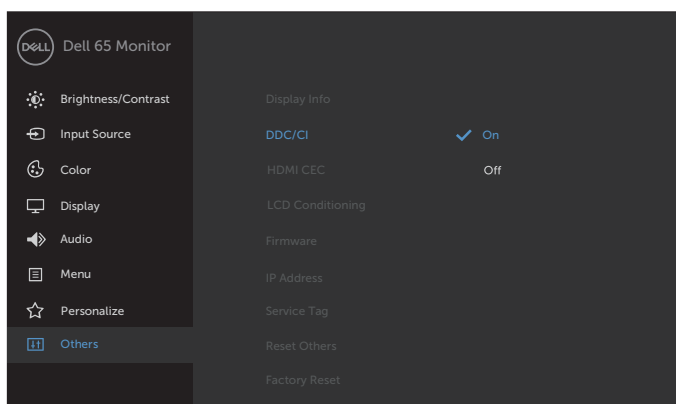 DELL Dell 65 Monitor
Brightness/Contrast
Display Info
Input Source
DDC/CI On
Color
HDMI CEC Off
Display
LCD Conditioning
Audio
Firmware
Menu
IP Address
Personalize
Service Tag
Others
Reset Others
Factory Reset